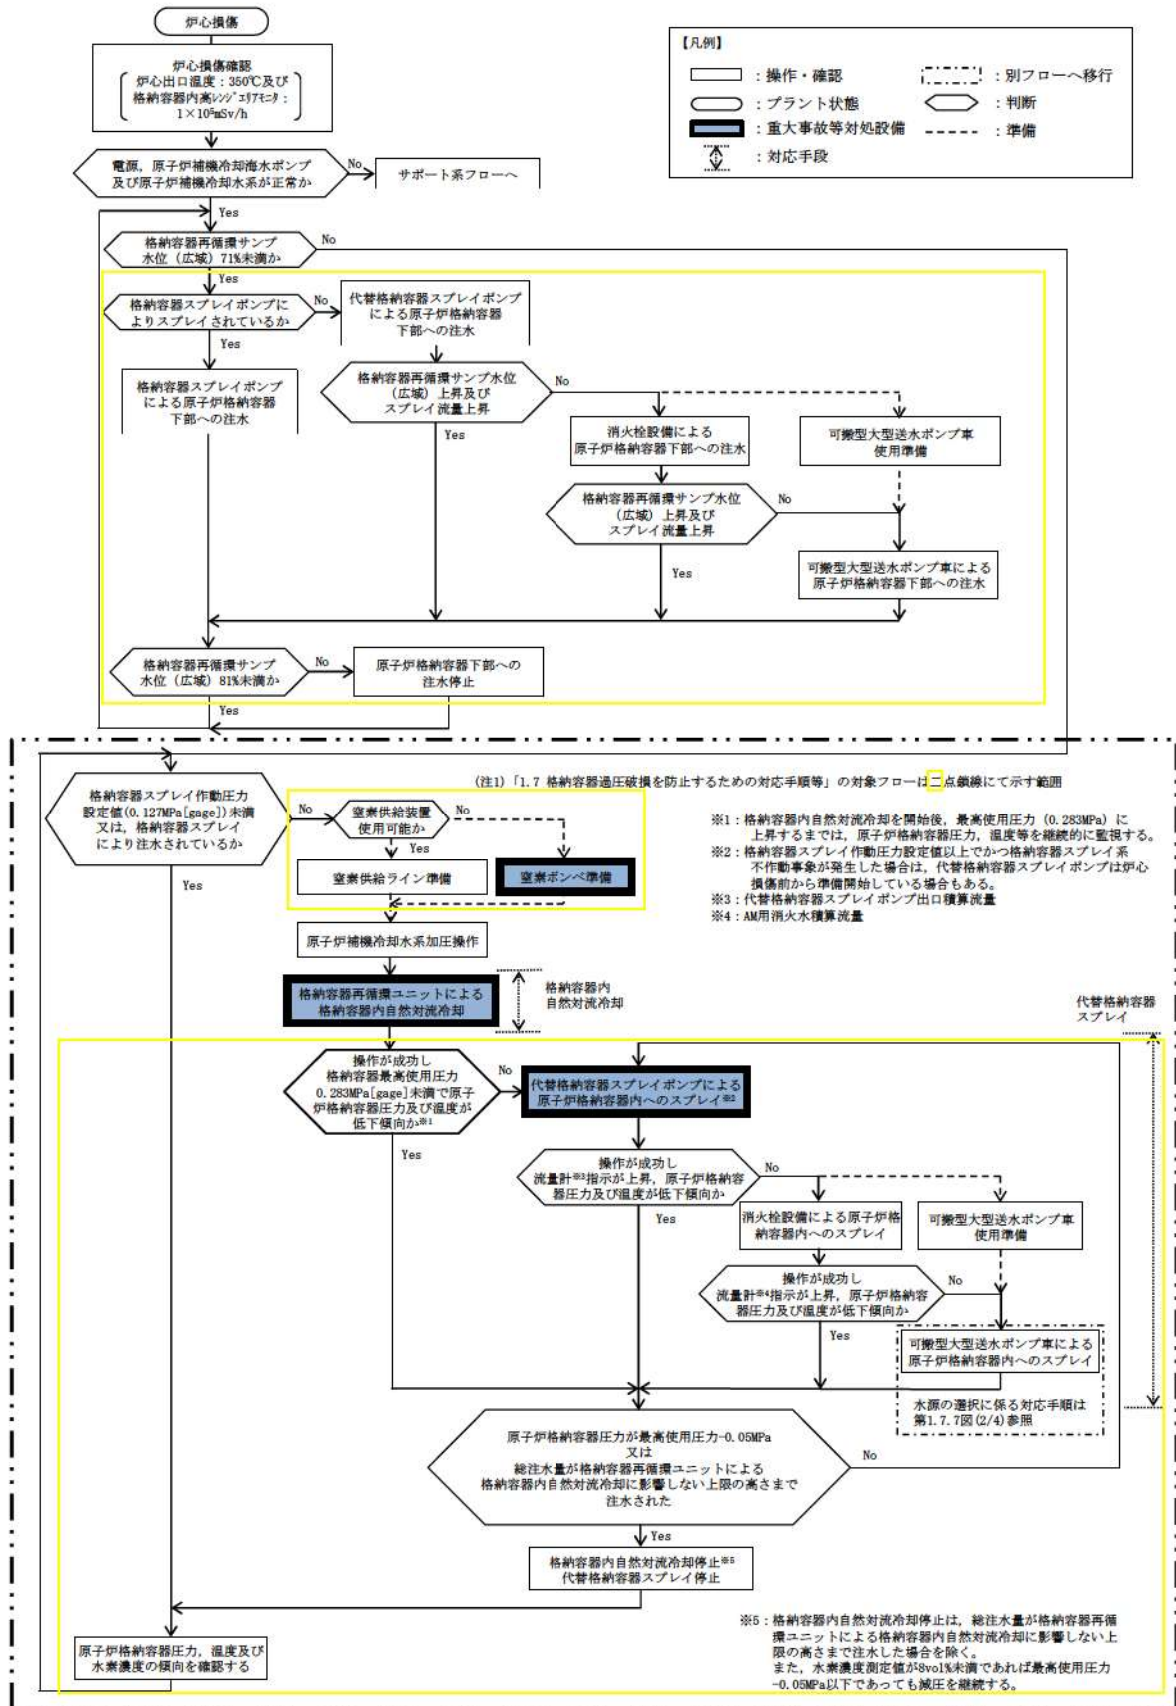 炉心損傷
炉心損傷確認
炉心出口温度：350℃及び
格納容器内高ﾚﾝｼﾞｴﾘｱﾓﾆﾀ：
1×10⁵mSv/h
【凡例】
：操作・確認
：別フローへ移行
：プラント状態
：判断
：重大事故等対処設備
：準備
：対応手段
電源，原子炉補機冷却海水ポンプ
及び原子炉補機冷却水系が正常か
No
サポート系フローへ
Yes
格納容器再循環サンプ
水位（広域）71%未満か
No
Yes
格納容器スプレイポンプに
よりスプレイされているか
No
代替格納容器スプレイポンプ
による原子炉格納容器
下部への注水
Yes
格納容器スプレイポンプ
による原子炉格納容器
下部への注水
格納容器再循環サンプ水位
（広域）上昇及び
スプレイ流量上昇
No
Yes
消火栓設備による
原子炉格納容器下部への注水
可搬型大型送水ポンプ車
使用準備
格納容器再循環サンプ水位
（広域）上昇及び
スプレイ流量上昇
No
Yes
可搬型大型送水ポンプ車による
原子炉格納容器下部への注水
格納容器再循環サンプ
水位（広域）81%未満か
No
原子炉格納容器下部への
注水停止
Yes
(注1)「1.7 格納容器過圧破損を防止するための対応手順等」の対象フローは二点鎖線にて示す範囲
格納容器スプレイ作動圧力
設定値(0.127MPa[gage])未満
又は，格納容器スプレイ
により注水されているか
No
Yes
窒素供給装置
使用可能か
No
Yes
窒素供給ライン準備
窒素ボンベ準備
※1：格納容器内自然対流冷却を開始後，最高使用圧力（0.283MPa）に
上昇するまでは，原子炉格納容器圧力，温度等を継続的に監視する。
※2：格納容器スプレイ作動圧力設定値以上でかつ格納容器スプレイ系
不作動事象が発生した場合は，代替格納容器スプレイポンプは炉心
損傷前から準備開始している場合もある。
※3：代替格納容器スプレイポンプ出口積算流量
※4：AM用消火水積算流量
原子炉補機冷却水系加圧操作
格納容器再循環ユニットによる
格納容器内自然対流冷却
格納容器内
自然対流冷却
代替格納容器
スプレイ
操作が成功し
格納容器最高使用圧力
0.283MPa[gage]未満で原子
炉格納容器圧力及び温度が
低下傾向か※1
No
Yes
代替格納容器スプレイポンプによる
原子炉格納容器内へのスプレイ※2
操作が成功し
流量計※3指示が上昇，原子炉格納容
器圧力及び温度が低下傾向か
No
Yes
消火栓設備による原子炉格
納容器内へのスプレイ
可搬型大型送水ポンプ車
使用準備
操作が成功し
流量計※4指示が上昇，原子炉格納容
器圧力及び温度が低下傾向か
No
Yes
可搬型大型送水ポンプ車による
原子炉格納容器内へのスプレイ
水源の選択に係る対応手順は
第1.7.7図(2/4)参照
原子炉格納容器圧力が最高使用圧力-0.05MPa
又は
総注水量が格納容器再循環ユニットによる
格納容器内自然対流冷却に影響しない上限の高さまで
注水された
No
Yes
格納容器内自然対流冷却停止※5
代替格納容器スプレイ停止
原子炉格納容器圧力，温度及び
水素濃度の傾向を確認する
※5：格納容器内自然対流冷却停止は，総注水量が格納容器再循
環ユニットによる格納容器内自然対流冷却に影響しない上
限の高さまで注水した場合を除く。
また，水素濃度測定値が8vol%未満であれば最高使用圧力
-0.05MPa以下であっても減圧を継続する。